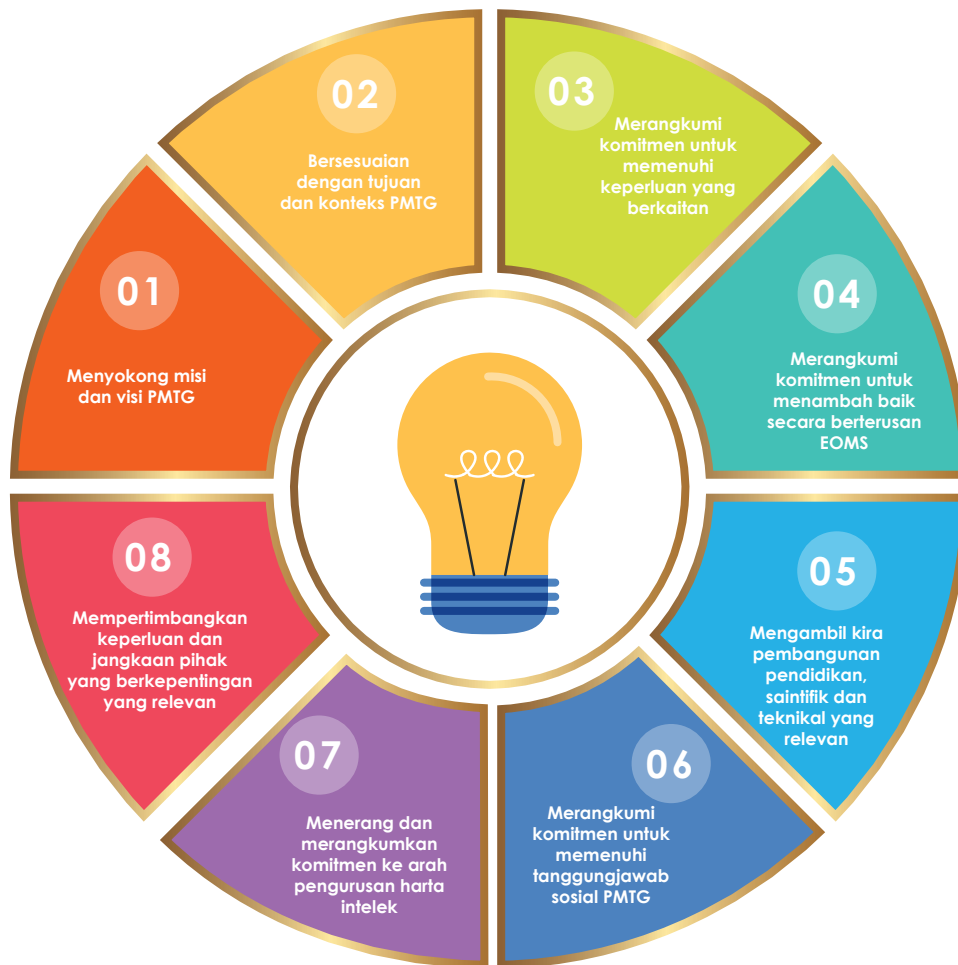 01
Menyokong misi
dan visi PMTG
02
Bersesuaian
dengan tujuan
dan konteks PMTG
03
Merangkumi
komitmen untuk
memenuhi
keperluan yang
berkaitan
04
Merangkumi
komitmen untuk
menambah baik
secara berterusan
EOMS
05
Mengambil kira
pembangunan
pendidikan,
saintifik dan
teknikal yang
relevan
06
Merangkumi
komitmen untuk
memenuhi
tanggungjawab
sosial PMTG
07
Menerang dan
merangkumkan
komitmen ke arah
pengurusan harta
intelek
08
Mempertimbangkan
keperluan dan
jangkaan pihak
yang berkepentingan
yang relevan